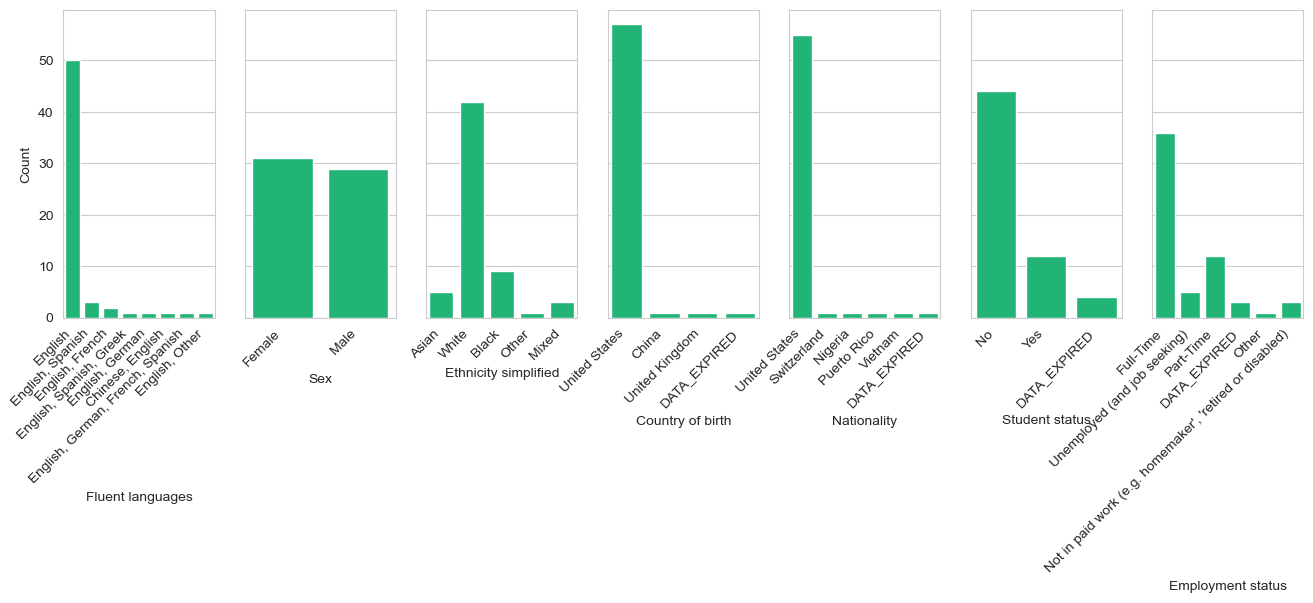 Count
50
40
30
20
10
0
English
English, Spanish
English, French
English, Spanish, Greek
English, German
Chinese, English
English, German, French, Spanish
English, Other
Fluent languages
Female
Male
Sex
Asian
White
Black
Other
Mixed
Ethnicity simplified
United States
China
United Kingdom
DATA_EXPIRED
Country of birth
United States
Switzerland
Nigeria
Puerto Rico
Vietnam
DATA_EXPIRED
Nationality
No
Yes
DATA_EXPIRED
Student status
Full-Time
Unemployed (and job seeking)
Part-Time
DATA_EXPIRED
Other
Not in paid work (e.g. homemaker', 'retired or disabled)
Employment status